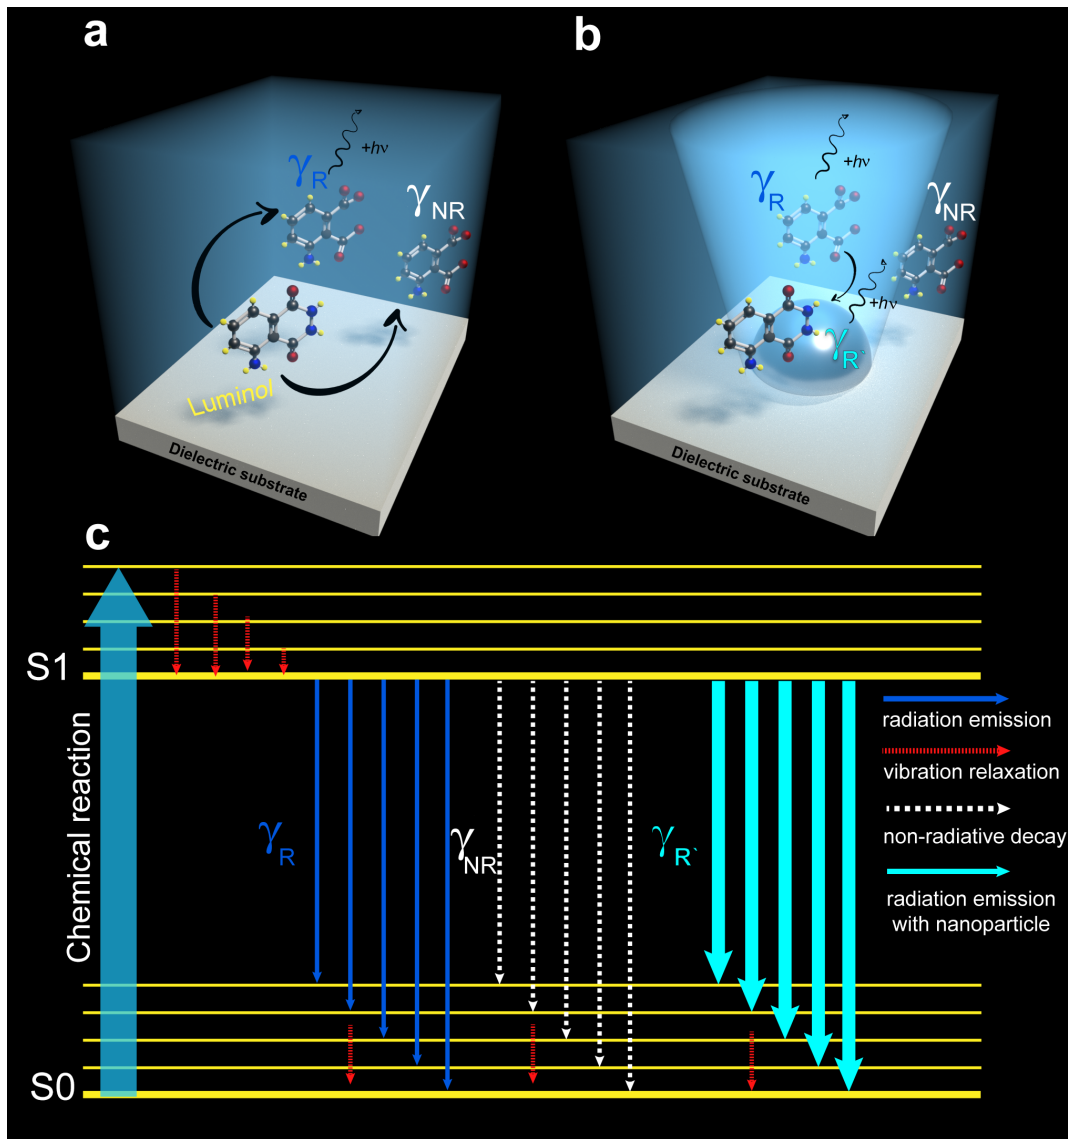 a
b
+hν
γR
γNR
Luminol
Dielectric substrate
+hν
γR
γNR
+hν
γR`
Dielectric substrate
c
S1
Chemical reaction
γR
γNR
γR`
radiation emission
vibration relaxation
non-radiative decay
radiation emission
with nanoparticle
S0